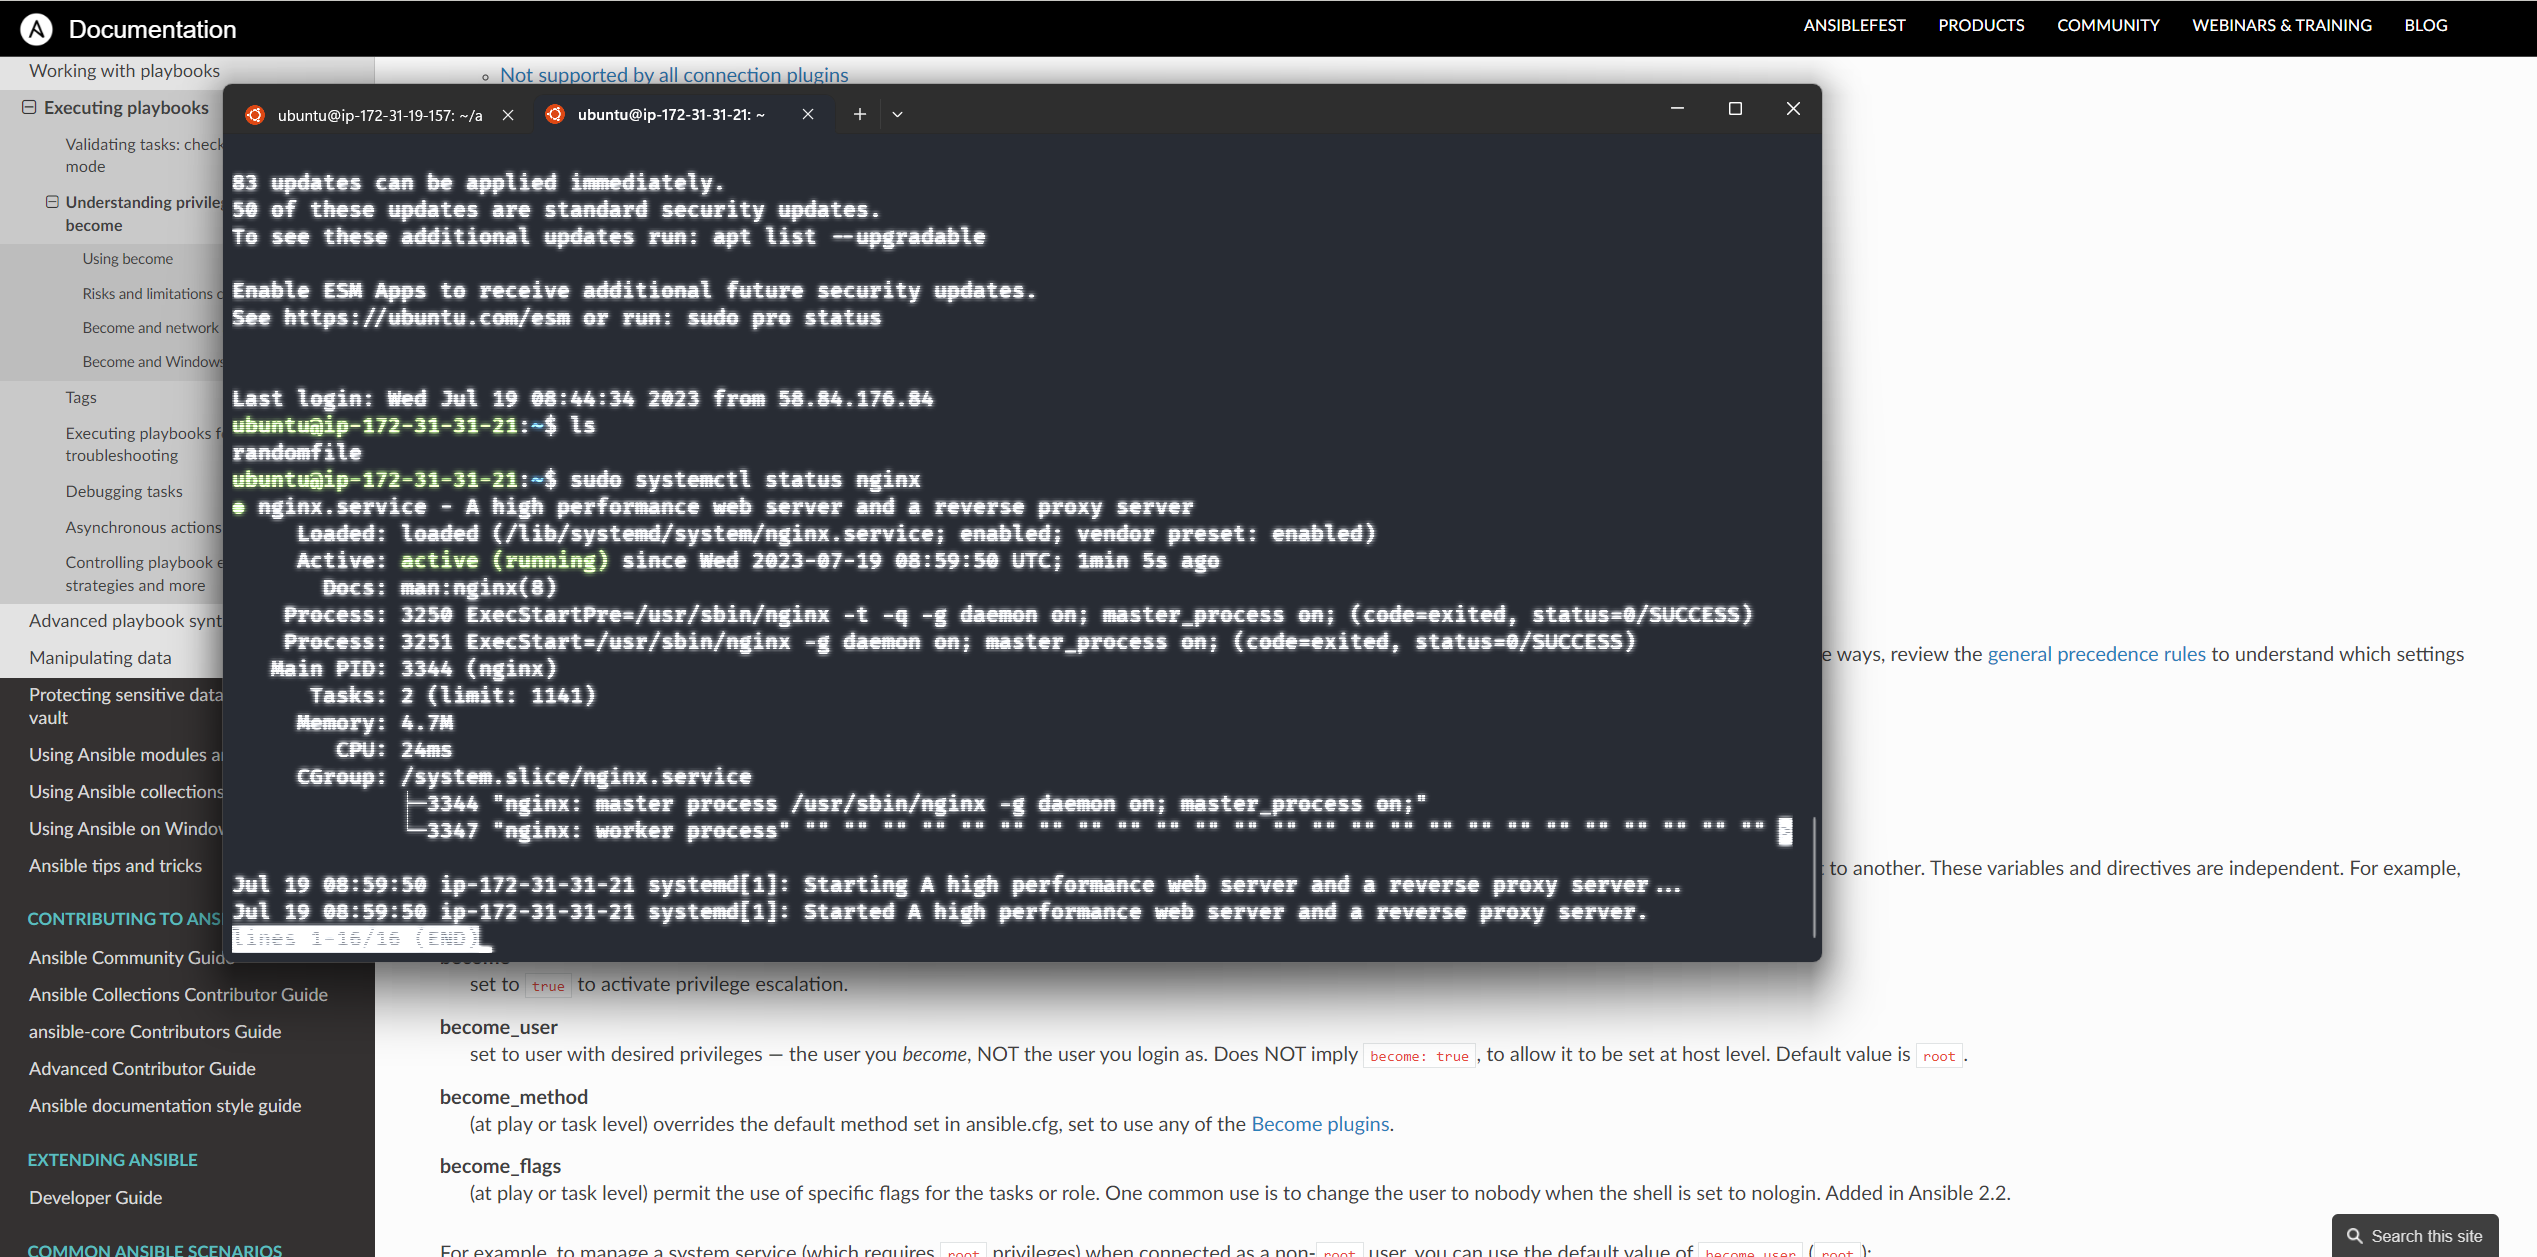 Documentation
ANSIBLEFEST PRODUCTS COMMUNITY WEBINARS & TRAINING BLOG
Working with playbooks
Executing playbooks
Validating tasks: check
mode
Understanding privile
become
Using become
Risks and limitations
Become and network
Become and Windows
Tags
Executing playbooks f
troubleshooting
Debugging tasks
Asynchronous actions
Controlling playbook e
strategies and more
Advanced playbook synt
Manipulating data
Protecting sensitive data
vault
Using Ansible modules a
Using Ansible collections
Using Ansible on Windo
Ansible tips and tricks
CONTRIBUTING TO ANS
Ansible Community Guide
Ansible Collections Contributor Guide
ansible-core Contributors Guide
Advanced Contributor Guide
Ansible documentation style guide
EXTENDING ANSIBLE
Developer Guide
COMMON ANSIBLE SCENARIOS
Not supported by all connection plugins
ubuntu@ip-172-31-19-157: ~/a
ubuntu@ip-172-31-31-21: ~
83 updates can be applied immediately.
50 of these updates are standard security updates.
To see these additional updates run: apt list --upgradable
Enable ESM Apps to receive additional future security updates.
See https://ubuntu.com/esm or run: sudo pro status
Last login: Wed Jul 19 08:44:34 2023 from 58.84.176.84
ubuntu@ip-172-31-31-21:~$ ls
randomfile
ubuntu@ip-172-31-31-21:~$ sudo systemctl status nginx
● nginx.service - A high performance web server and a reverse proxy server
Loaded: loaded (/lib/systemd/system/nginx.service; enabled; vendor preset: enabled)
Active: active (running) since Wed 2023-07-19 08:59:50 UTC; 1min 5s ago
Docs: man:nginx(8)
Process: 3250 ExecStartPre=/usr/sbin/nginx -t -q -g daemon on; master_process on; (code=exited, status=0/SUCCESS)
Process: 3251 ExecStart=/usr/sbin/nginx -g daemon on; master_process on; (code=exited, status=0/SUCCESS)
Main PID: 3344 (nginx)
Tasks: 2 (limit: 1141)
Memory: 4.7M
CPU: 24ms
CGroup: /system.slice/nginx.service
├─3344 "nginx: master process /usr/sbin/nginx -g daemon on; master_process on;"
└─3347 "nginx: worker process" "" "" "" "" "" "" "" "" "" "" "" "" "" "" "" "" "" "" "" "" "" "" "" "" "" >
Jul 19 08:59:50 ip-172-31-31-21 systemd[1]: Starting A high performance web server and a reverse proxy server...
Jul 19 08:59:50 ip-172-31-31-21 systemd[1]: Started A high performance web server and a reverse proxy server.
lines 1-16/16 (END)
e ways, review the general precedence rules to understand which settings
to another. These variables and directives are independent. For example,
become
set to true to activate privilege escalation.
become_user
set to user with desired privileges — the user you become, NOT the user you login as. Does NOT imply become: true, to allow it to be set at host level. Default value is root.
become_method
(at play or task level) overrides the default method set in ansible.cfg, set to use any of the Become plugins.
become_flags
(at play or task level) permit the use of specific flags for the tasks or role. One common use is to change the user to nobody when the shell is set to nologin. Added in Ansible 2.2.
For example, to manage a system service (which requires root privileges) when connected as a non-root user, you can use the default value of become_user (root):
Search this site